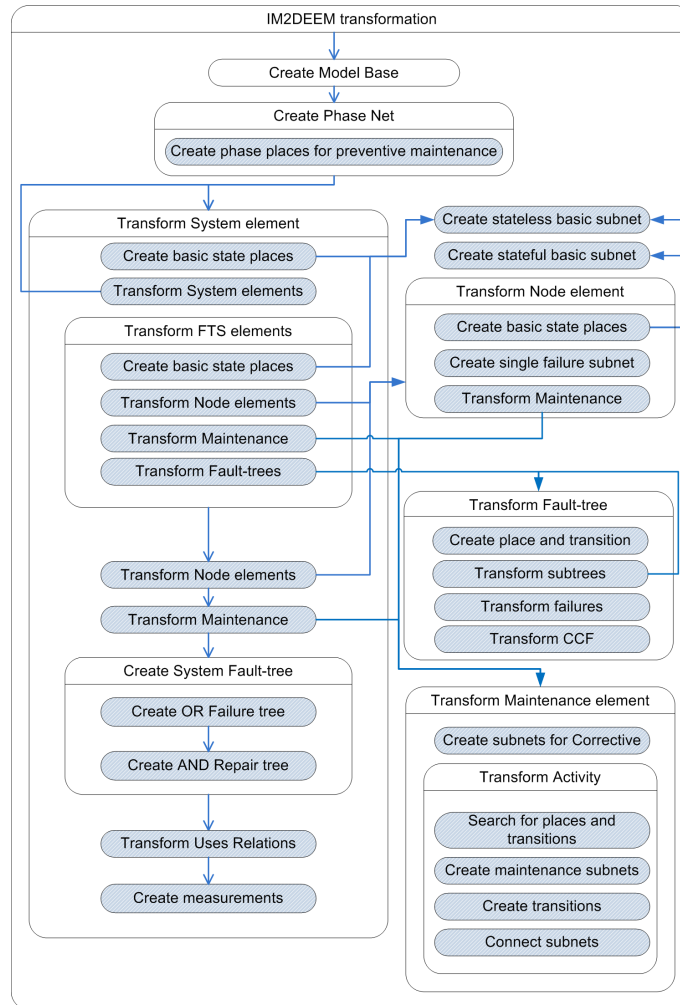 IM2DEEM transformation
Create Model Base
Create Phase Net
Create phase places for preventive maintenance
Transform System element
Create basic state places
Transform System elements
Transform FTS elements
Create basic state places
Transform Node elements
Transform Maintenance
Transform Fault-trees
Transform Node elements
Transform Maintenance
Create System Fault-tree
Create OR Failure tree
Create AND Repair tree
Transform Uses Relations
Create measurements
Create stateless basic subnet
Create stateful basic subnet
Transform Node element
Create basic state places
Create single failure subnet
Transform Maintenance
Transform Fault-tree
Create place and transition
Transform subtrees
Transform failures
Transform CCF
Transform Maintenance element
Create subnets for Corrective
Transform Activity
Search for places and
transitions
Create maintenance subnets
Create transitions
Connect subnets